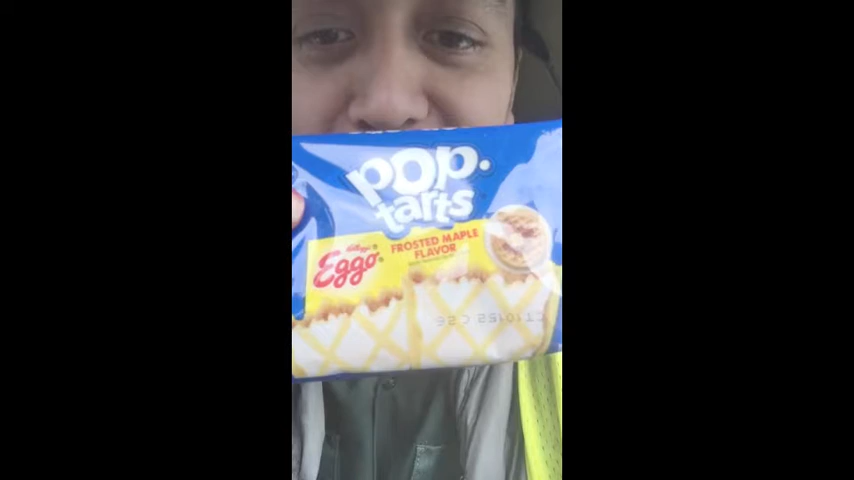 pop.
tarts
Kellogg's
Eggo
FROSTED MAPLE
FLAVOR